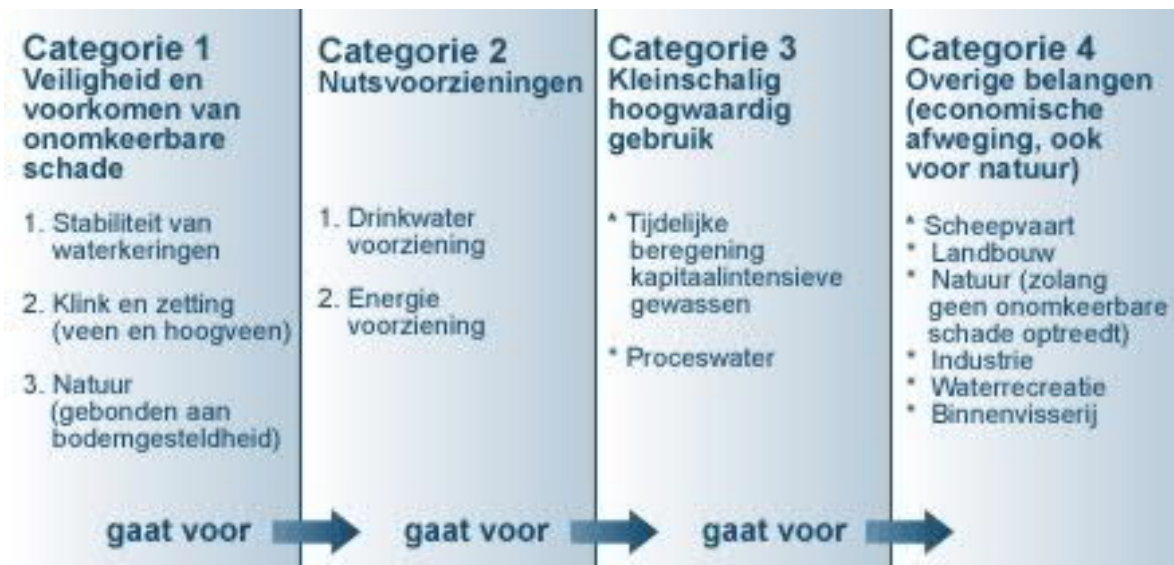 Categorie 1
Veiligheid en
voorkomen van
onomkeerbare
schade
1. Stabiliteit van
waterkeringen
2. Klink en zetting
(veen en hoogveen)
3. Natuur
(gebonden aan
bodemgesteldheid)
gaat voor
Categorie 2
Nutsvoorzieningen
1. Drinkwater
voorziening
2. Energie
voorziening
gaat voor
Categorie 3
Kleinschalig
hoogwaardig
gebruik
* Tijdelijke
beregening
kapitaalintensieve
gewassen
* Proceswater
gaat voor
Categorie 4
Overige belangen
(economische
afweging, ook
voor natuur)
* Scheepvaart
* Landbouw
* Natuur (zolang
geen onomkeerbare
schade optreedt)
* Industrie
* Waterrecreatie
* Binnenvisserij